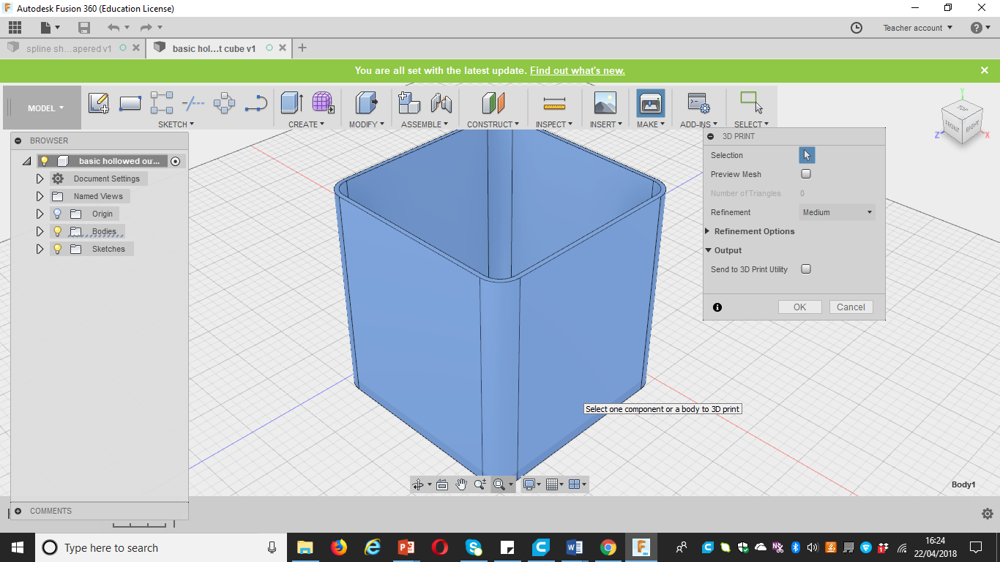 Autodesk Fusion 360 (Education License)
Teacher account
spline sh...apered v1
basic hol...t cube v1
You are all set with the latest update. Find out what's new.
MODEL
SKETCH
CREATE
MODIFY
ASSEMBLE
CONSTRUCT
INSPECT
INSERT
MAKE
ADD-INS
SELECT
BROWSER
basic hollowed ou...
Document Settings
Named Views
Origin
Bodies
Sketches
3D PRINT
Selection
Preview Mesh
Number of Triangles 0
Refinement Medium
Refinement Options
Output
Send to 3D Print Utility
OK Cancel
Y
TOP
FRONT RIGHT
Z X
Select one component or a body to 3D print
Body1
COMMENTS
Type here to search
16:24
22/04/2018